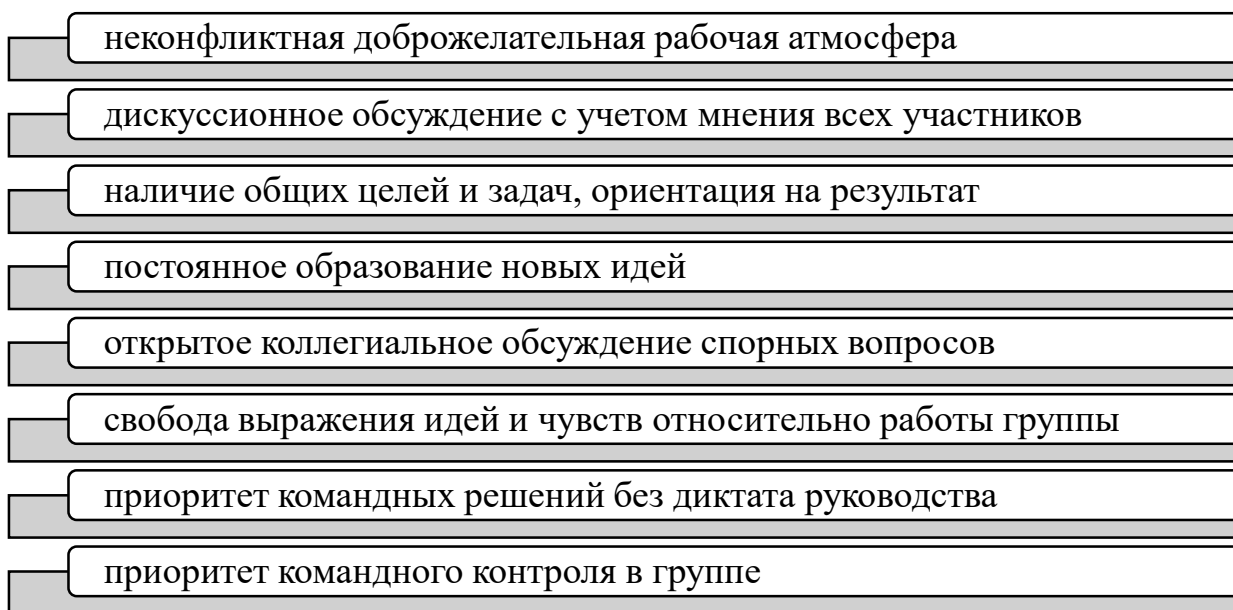 неконфликтная доброжелательная рабочая атмосфера
дискуссионное обсуждение с учетом мнения всех участников
наличие общих целей и задач, ориентация на результат
постоянное образование новых идей
открытое коллегиальное обсуждение спорных вопросов
свобода выражения идей и чувств относительно работы группы
приоритет командных решений без диктата руководства
приоритет командного контроля в группе